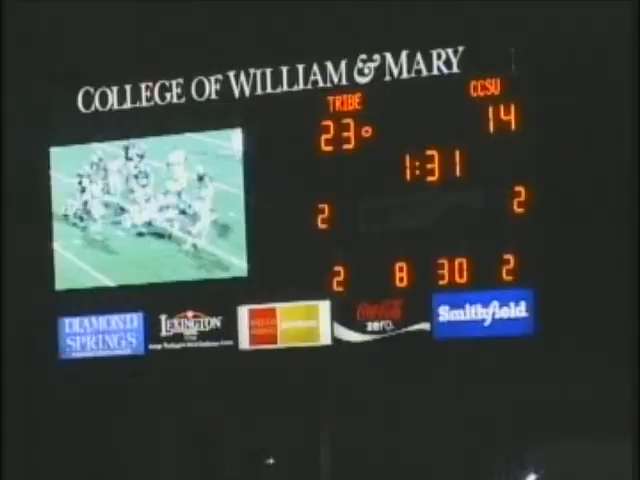 COLLEGE OF WILLIAM & MARY
TRIBE CCSU
23 14
1:31
2 2
2 8 30 2
DIAMOND SPRINGS
LEXINGTON
Coca-Cola zero.
Smithfield